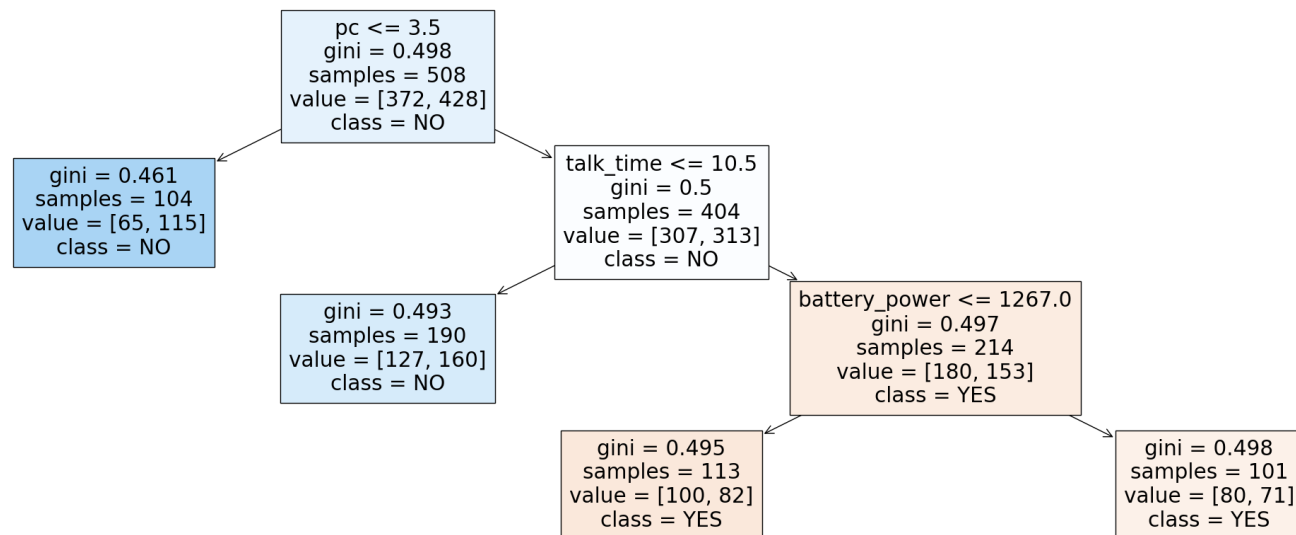 pc <= 3.5
gini = 0.498
samples = 508
value = [372, 428]
class = NO
gini = 0.461
samples = 104
value = [65, 115]
class = NO
talk_time <= 10.5
gini = 0.5
samples = 404
value = [307, 313]
class = NO
gini = 0.493
samples = 190
value = [127, 160]
class = NO
battery_power <= 1267.0
gini = 0.497
samples = 214
value = [180, 153]
class = YES
gini = 0.495
samples = 113
value = [100, 82]
class = YES
gini = 0.498
samples = 101
value = [80, 71]
class = YES